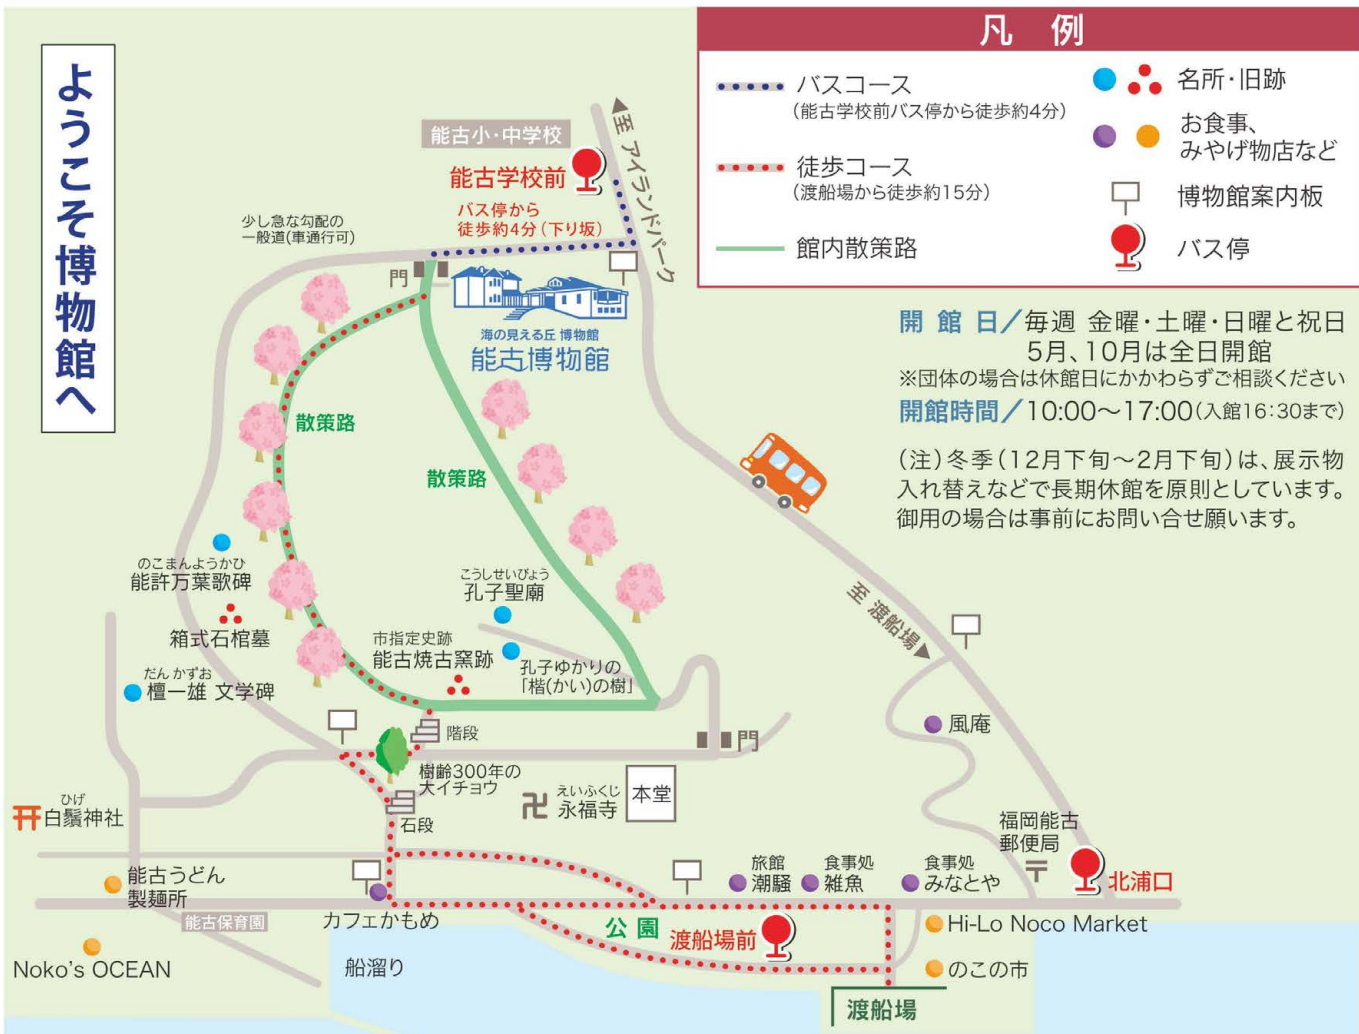 ようこそ博物館へ
凡 例
バスコース
(能古学校前バス停から徒歩約4分)
徒歩コース
(渡船場から徒歩約15分)
館内散策路
名所・旧跡
お食事、
みやげ物店など
博物館案内板
バス停
開館日/毎週 金曜・土曜・日曜と祝日
5月、10月は全日開館
※団体の場合は休館日にかかわらずご相談ください
開館時間/10:00〜17:00(入館16:30まで)
(注)冬季(12月下旬〜2月下旬)は、展示物
入れ替えなどで長期休館を原則としています。
御用の場合は事前にお問い合せ願います。
至 アイランドパーク
能古小・中学校
能古学校前
バス停から
徒歩約4分(下り坂)
少し急な勾配の
一般道(車通行可)
門
海の見える丘 博物館
能古博物館
散策路
散策路
のこまんようかひ
能許万葉歌碑
箱式石棺墓
だん かずお
檀一雄 文学碑
こうしせいびょう
孔子聖廟
市指定史跡
能古焼古窯跡
孔子ゆかりの
「楷(かい)の樹」
至 渡船場
風庵
階段
門
樹齢300年の
大イチョウ
えいふくじ
永福寺
本堂
石段
ひげ
白鬚神社
福岡能古
郵便局
北浦口
能古うどん
製麺所
能古保育園
カフェかもめ
旅館
潮騒
食事処
雑魚
食事処
みなとや
公園
渡船場前
Hi-Lo Noco Market
Noko's OCEAN
船溜り
のこの市
渡船場